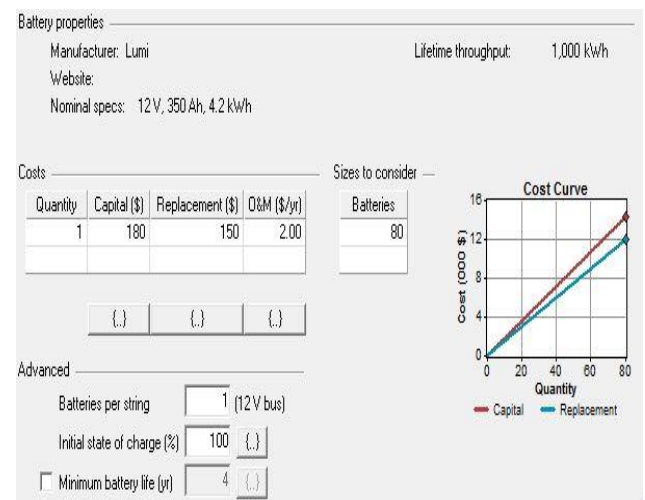 Battery properties
Manufacturer: Lumi
Lifetime throughput: 1,000 kWh
Website:
Nominal specs: 12 V, 350 Ah, 4.2 kWh
Costs
Quantity Capital ($) Replacement ($) O&M ($/yr)
1 180 150 2.00
{..} {..} {..}
Sizes to consider
Batteries
80
Cost Curve
Cost (000 $)
16
12
8
4
0
0 20 40 60 80
Quantity
Capital Replacement
Advanced
Batteries per string 1 (12 V bus)
Initial state of charge (%) 100 {..}
Minimum battery life (yr) 4 {..}